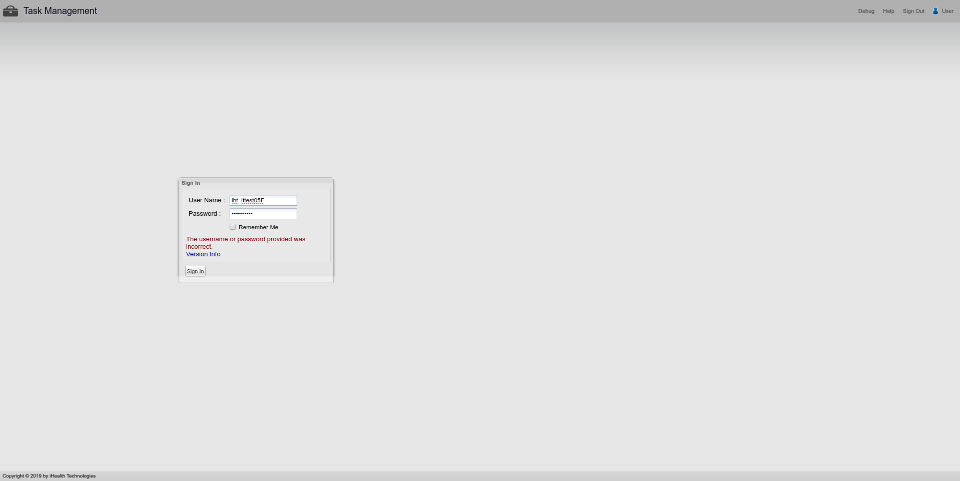 Task Management
Debug Help Sign Out User
Sign In
User Name :
Password : ••••••••••
Remember Me
The username or password provided was
incorrect.
Version Info
Sign In
Copyright © 2019 by iHealth Technologies